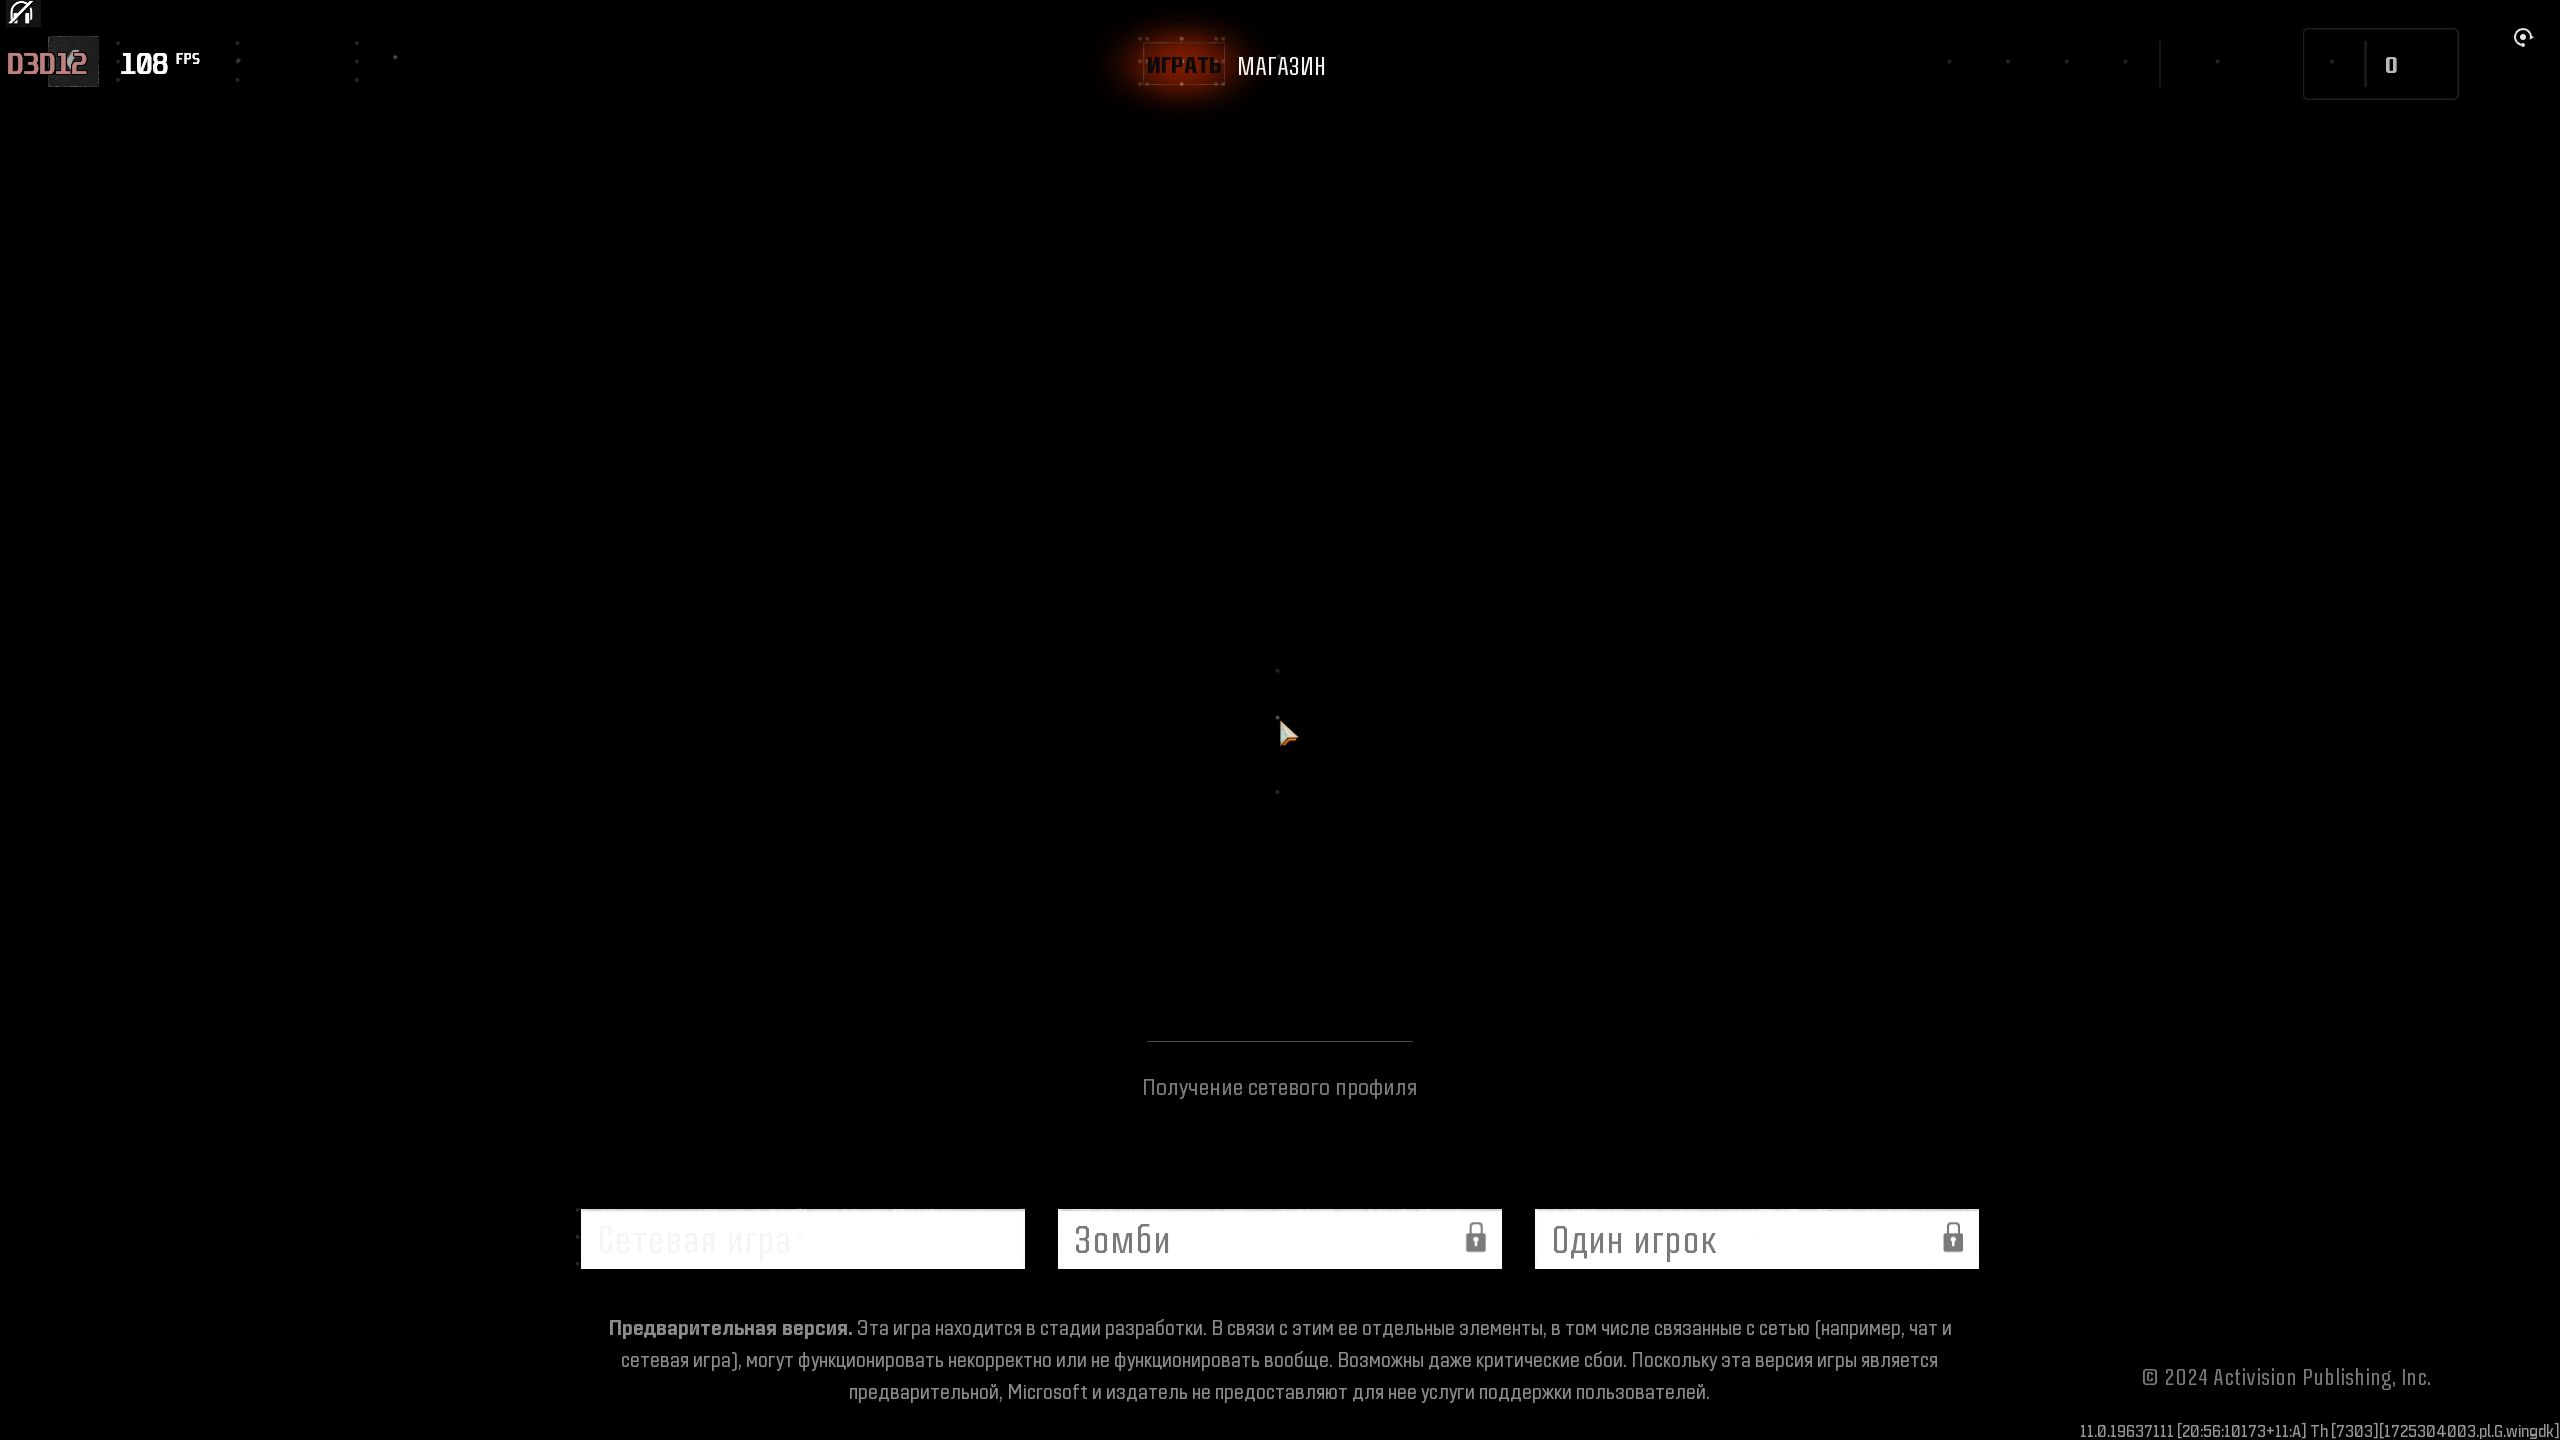 D3D12 108 FPS
ИГРАТЬ МАГАЗИН
0
Получение сетевого профиля
Сетевая игра
Зомби
Один игрок
Предварительная версия. Эта игра находится в стадии разработки. В связи с этим ее отдельные элементы, в том числе связанные с сетью (например, чат и
сетевая игра), могут функционировать некорректно или не функционировать вообще. Возможны даже критические сбои. Поскольку эта версия игры является
предварительной, Microsoft и издатель не предоставляют для нее услуги поддержки пользователей.
© 2024 Activision Publishing, Inc.
11.0.19637111 [20:56:10173+11:A] Th [7303][1725304003.pl.G.wingdk]